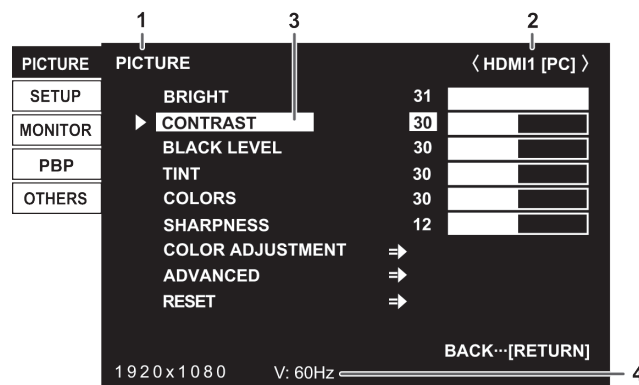 1 3 2
PICTURE PICTURE 〈 HDMI1 [PC] 〉
SETUP BRIGHT 31
MONITOR CONTRAST 30
BLACK LEVEL 30
PBP TINT 30
OTHERS COLORS 30
SHARPNESS 12
COLOR ADJUSTMENT
ADVANCED
RESET
BACK···[RETURN]
1920x1080 V: 60Hz 4